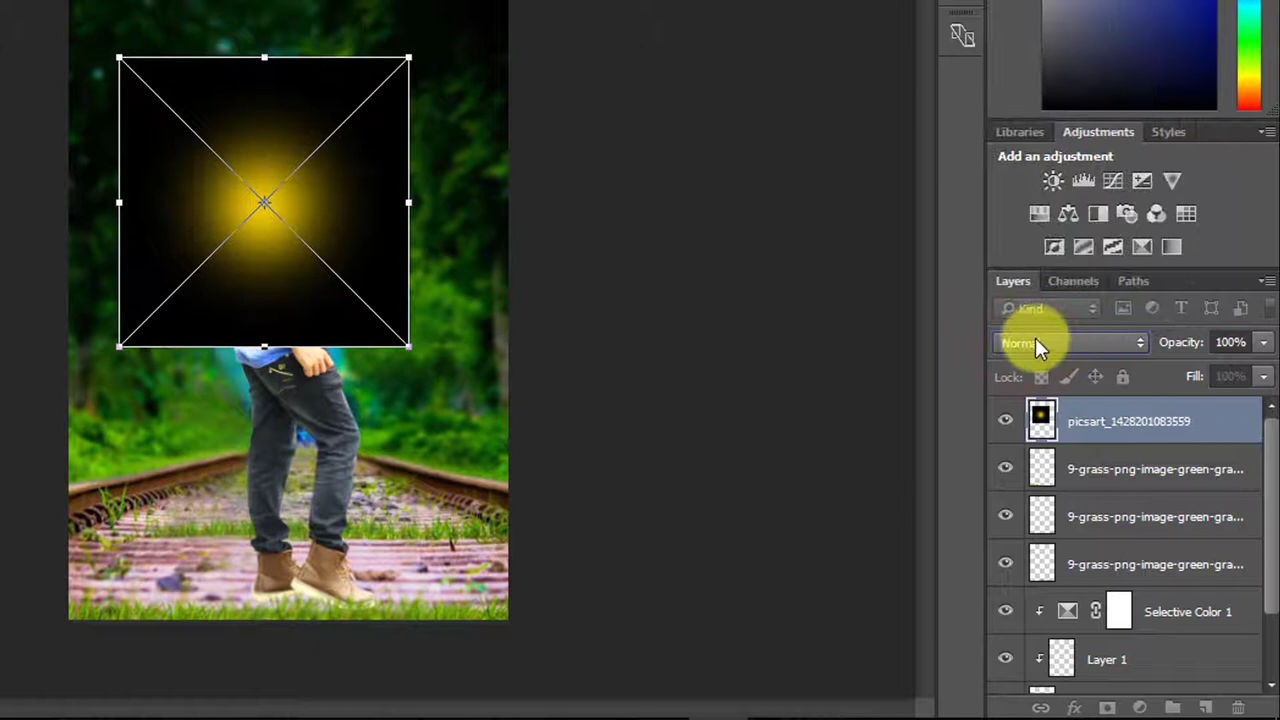 Libraries Adjustments Styles
Add an adjustment
Layers Channels Paths
Kind
Normal Opacity: 100%
Lock: Fill: 100%
picsart_1428201083559
9-grass-png-image-green-gra...
9-grass-png-image-green-gra...
9-grass-png-image-green-gra...
Selective Color 1
Layer 1